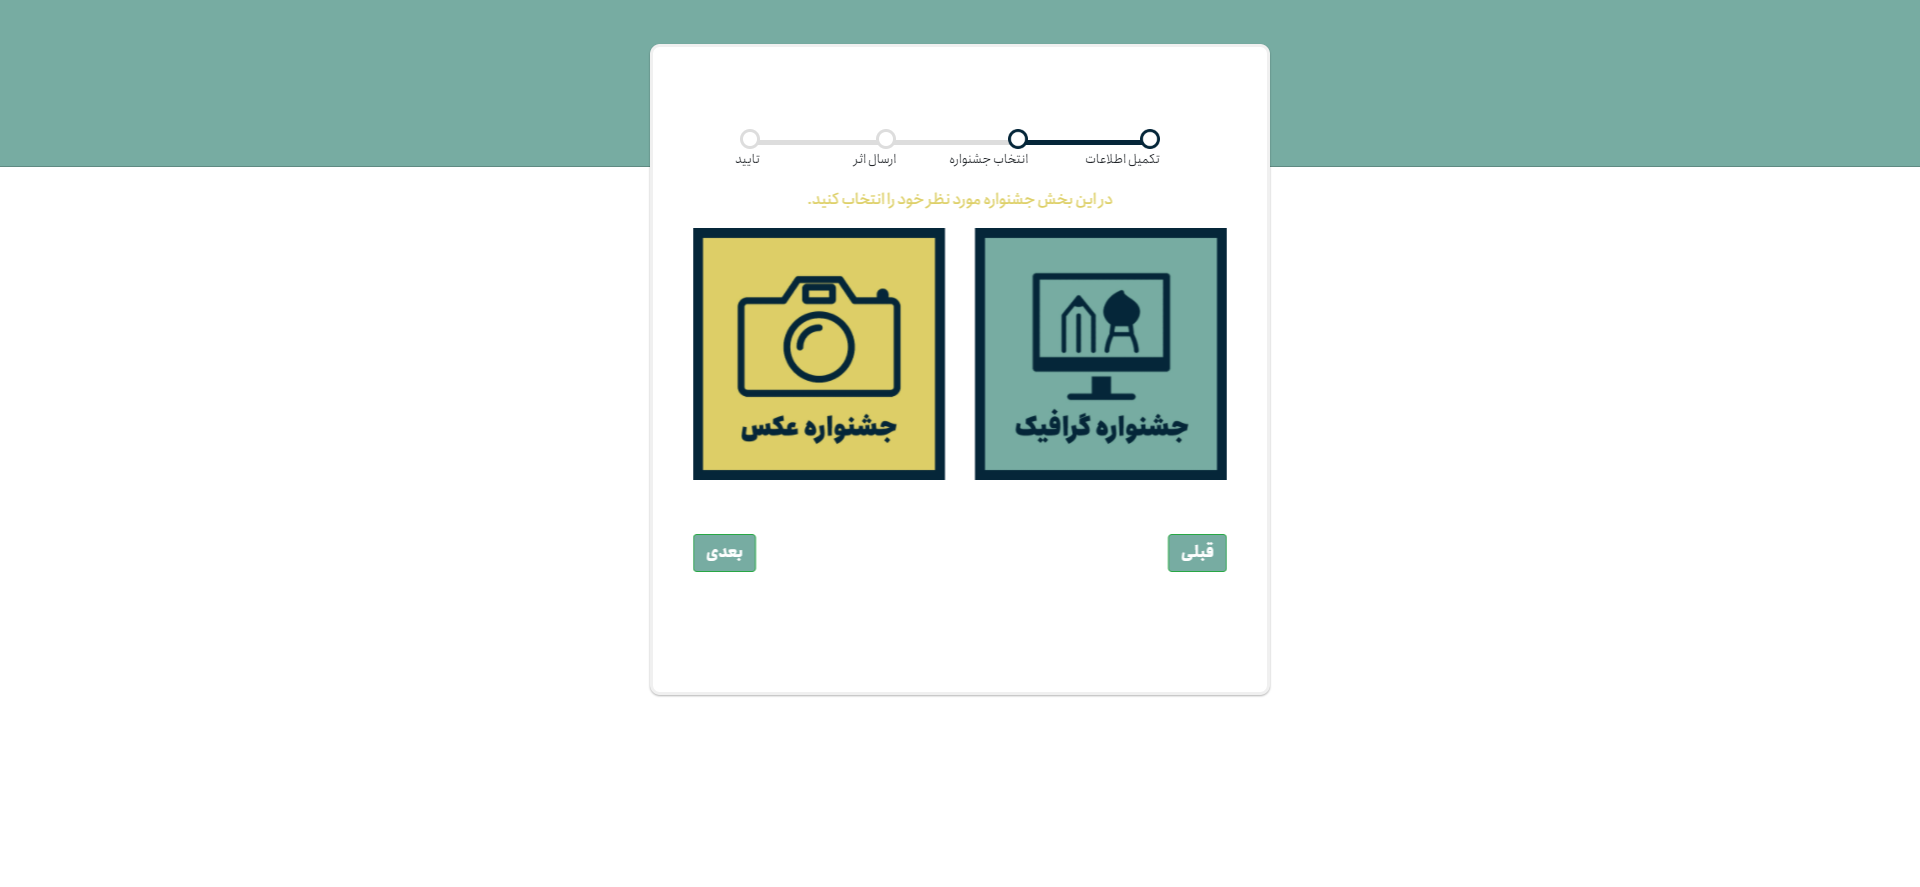 تکمیل اطلاعات
انتخاب جشنواره
ارسال اثر
تایید
در این بخش جشنواره مورد نظر خود را انتخاب کنید.
جشنواره گرافیک
جشنواره عکس
قبلی
بعدی